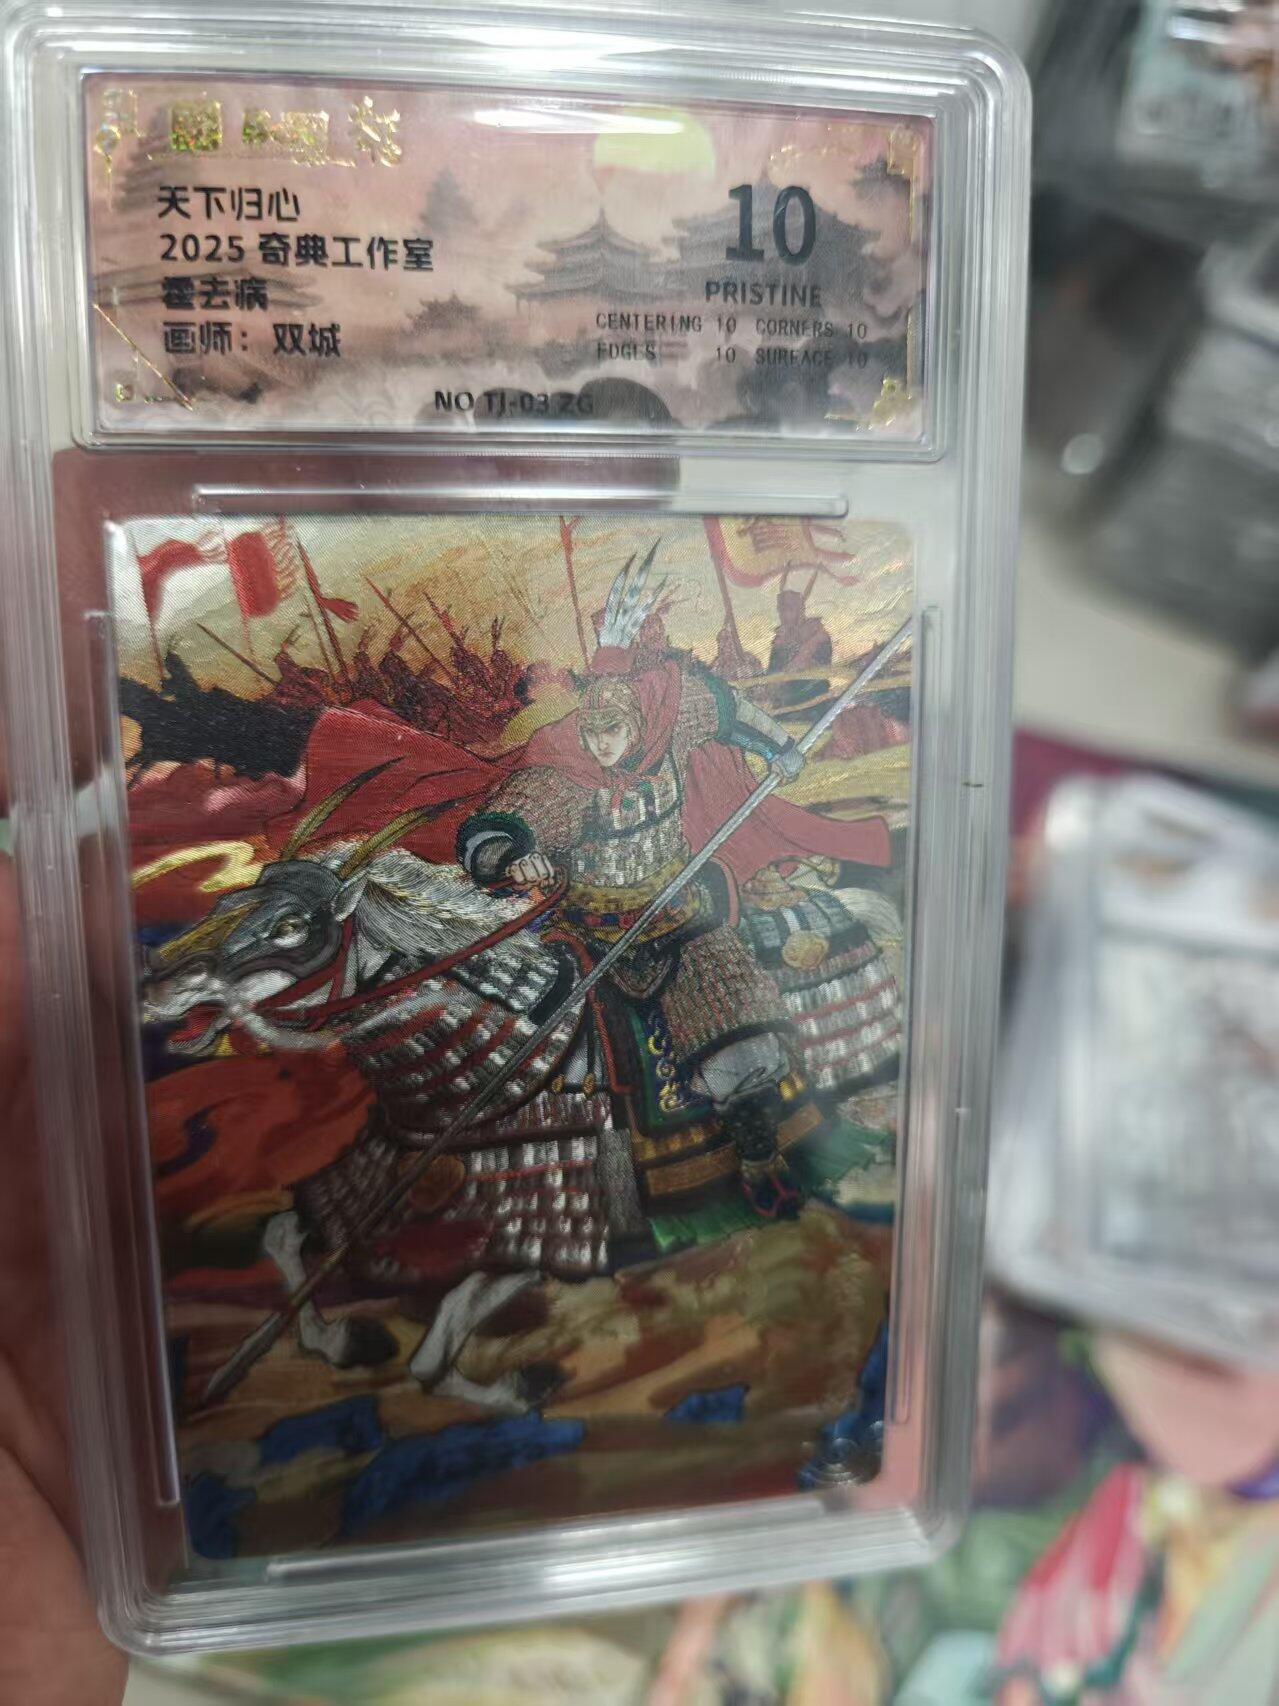 天下归心
2025 奇典工作室
霍去病
画师：双城
10
PRISTINE
CENTERING 10 CORNERS 10
EDGES 10 SURFACE 10
NO TJ-03 ZG